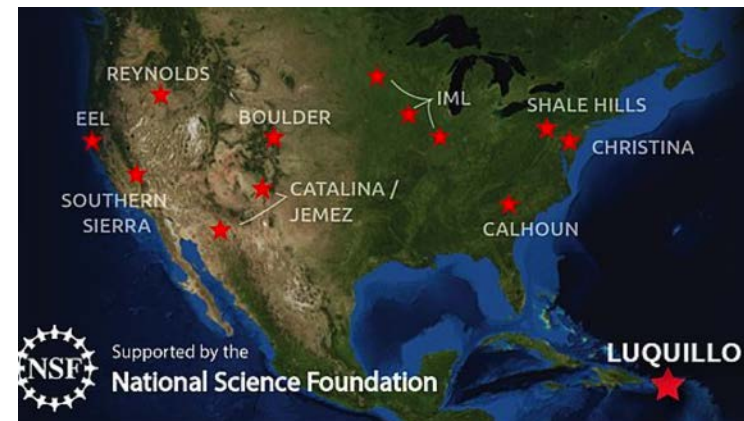 REYNOLDS
IML
SHALE HILLS
EEL
BOULDER
CHRISTINA
SOUTHERN
SIERRA
CATALINA /
JEMEZ
CALHOUN
LUQUILLO
NSF
Supported by the
National Science Foundation